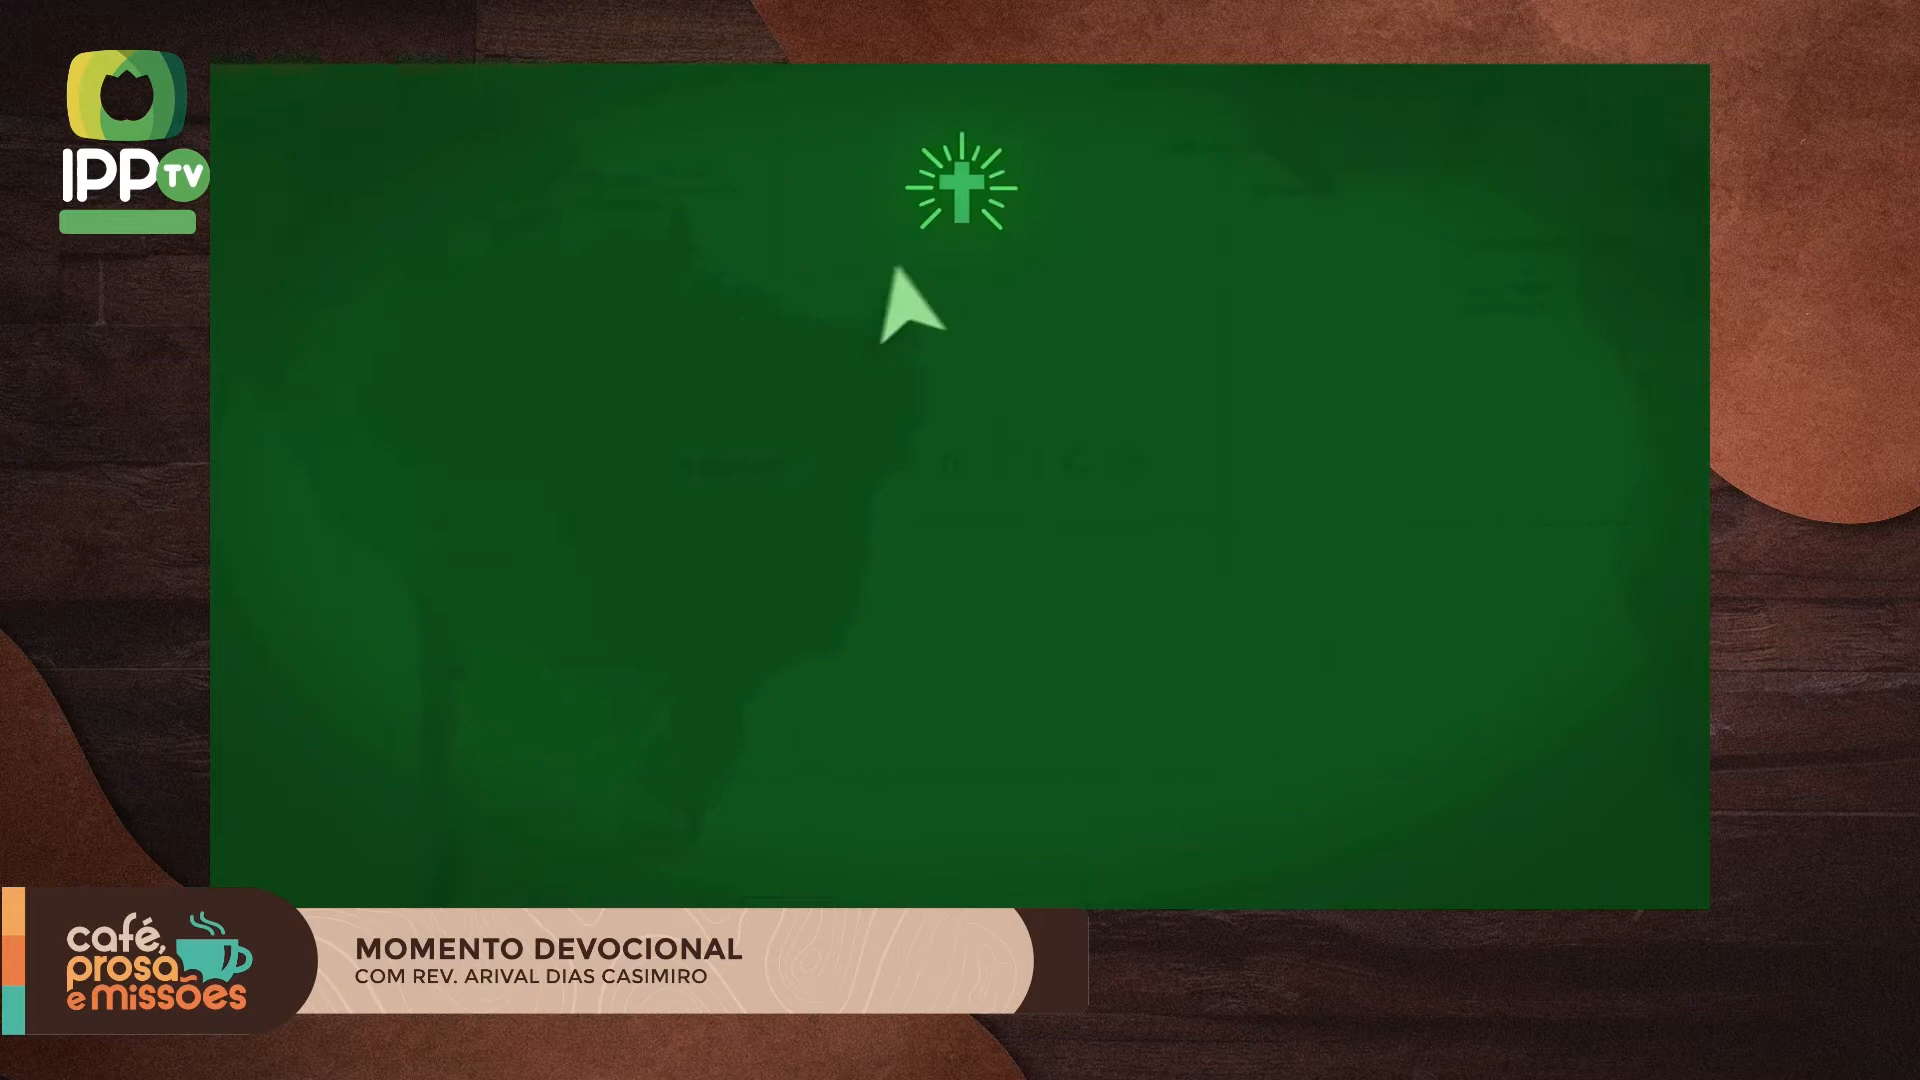 IPP TV
café,
prosa
e missões
MOMENTO DEVOCIONAL
COM REV. ARIVAL DIAS CASIMIRO